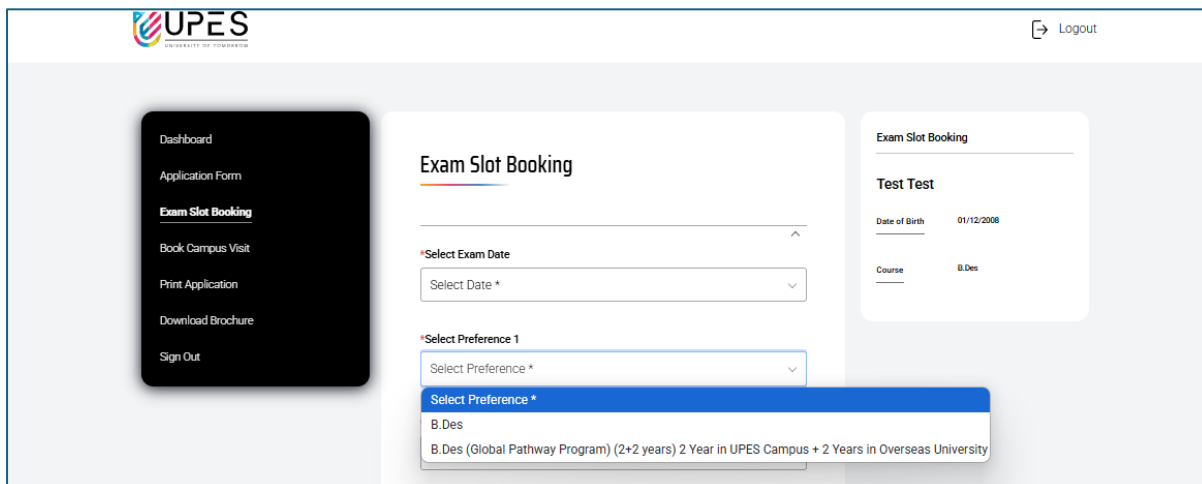 UPES
UNIVERSITY OF TOMORROW
Logout
Dashboard
Application Form
Exam Slot Booking
Book Campus Visit
Print Application
Download Brochure
Sign Out
Exam Slot Booking
*Select Exam Date
Select Date *
*Select Preference 1
Select Preference *
Select Preference *
B.Des
B.Des (Global Pathway Program) (2+2 years) 2 Year in UPES Campus + 2 Years in Overseas University
Exam Slot Booking
Test Test
Date of Birth 01/12/2008
Course B.Des